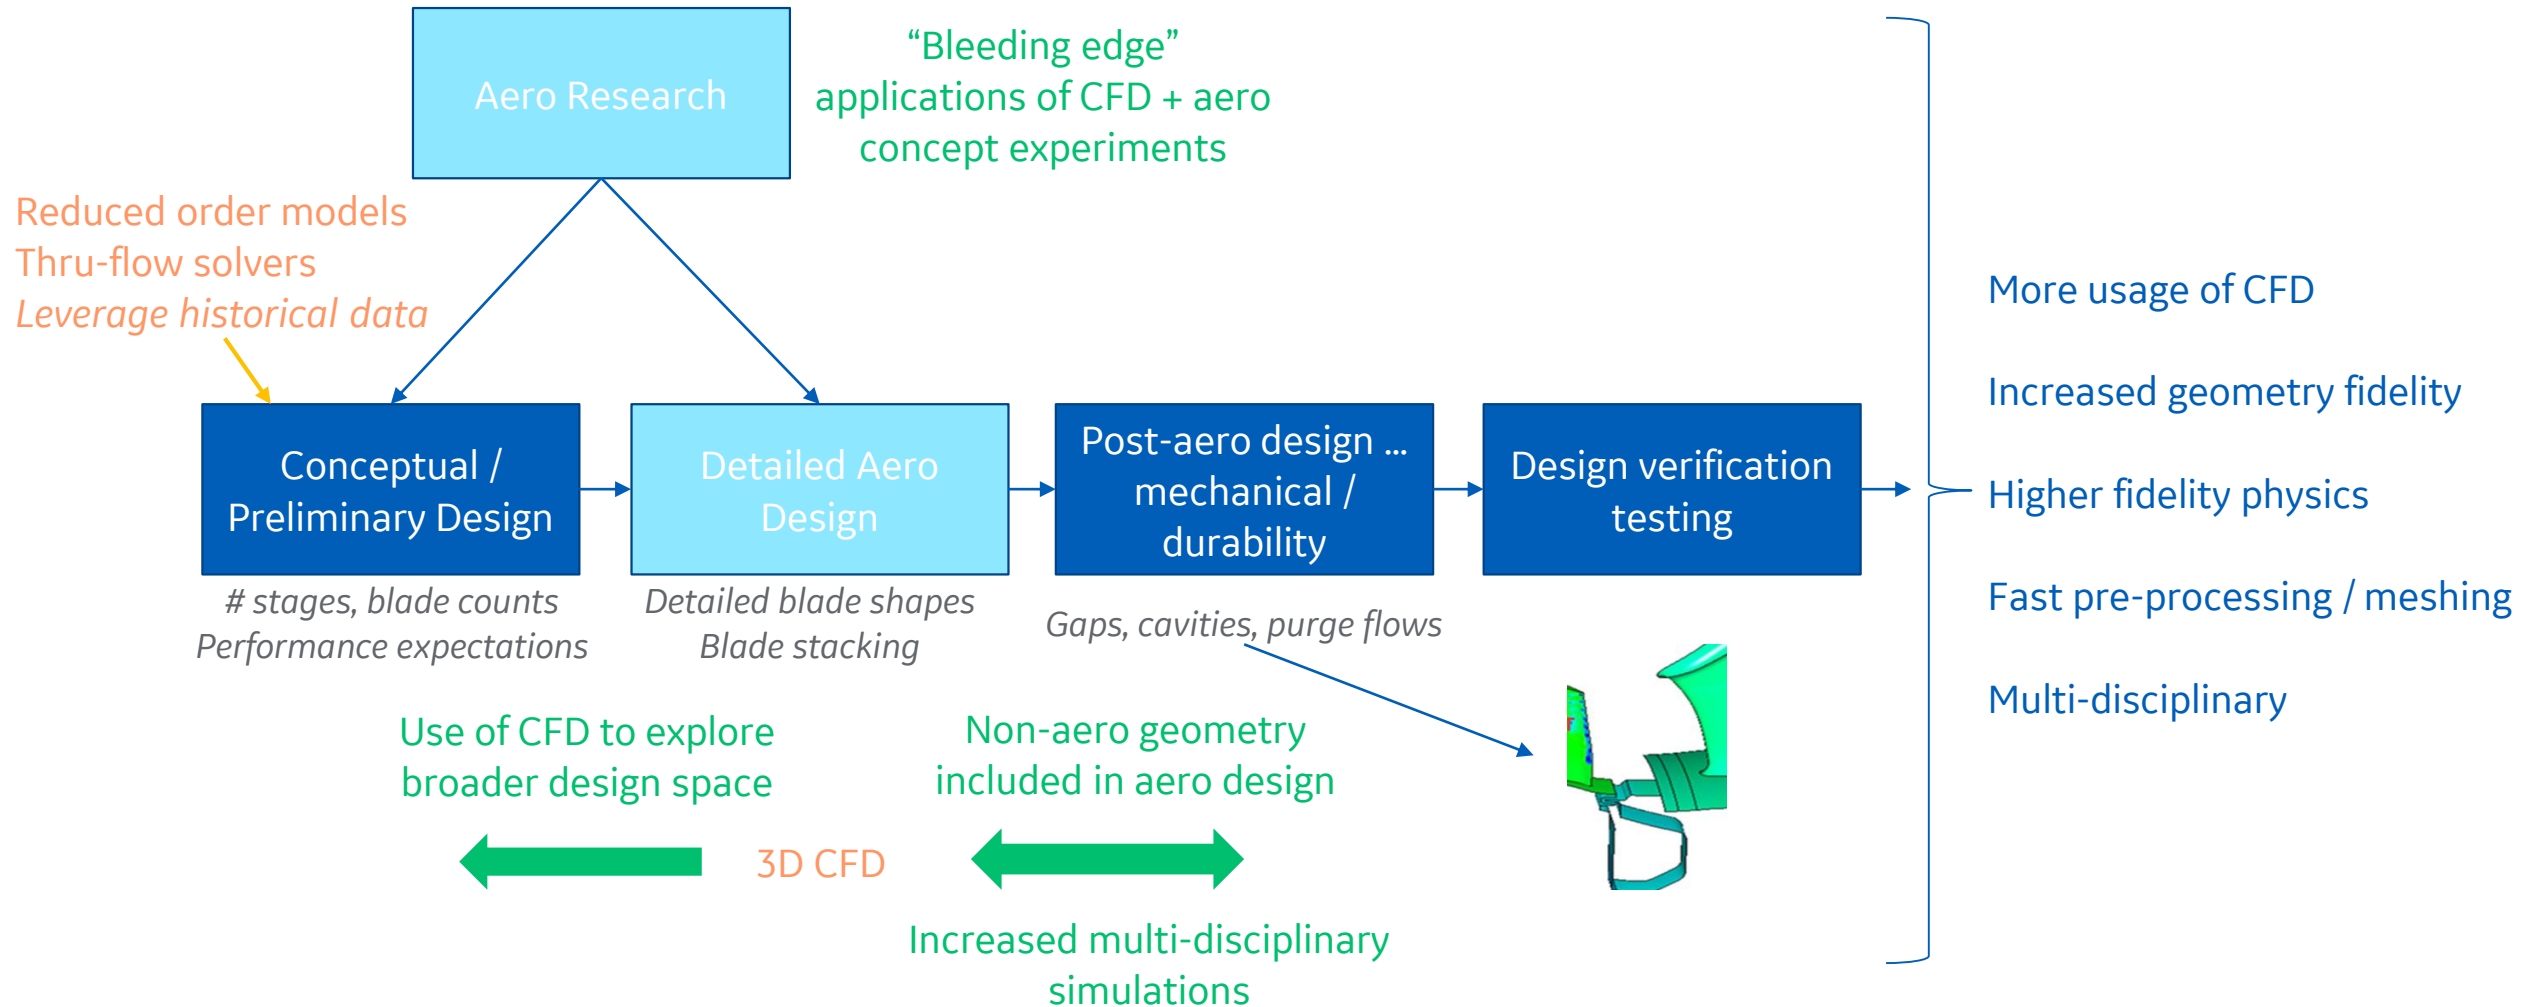 Aero Research
“Bleeding edge”
applications of CFD + aero
concept experiments
Reduced order models
Thru-flow solvers
Leverage historical data
Conceptual /
Preliminary Design
Detailed Aero
Design
Post-aero design ...
mechanical /
durability
Design verification
testing
# stages, blade counts
Performance expectations
Detailed blade shapes
Blade stacking
Gaps, cavities, purge flows
Use of CFD to explore
broader design space
Non-aero geometry
included in aero design
3D CFD
Increased multi-disciplinary
simulations
More usage of CFD
Increased geometry fidelity
Higher fidelity physics
Fast pre-processing / meshing
Multi-disciplinary